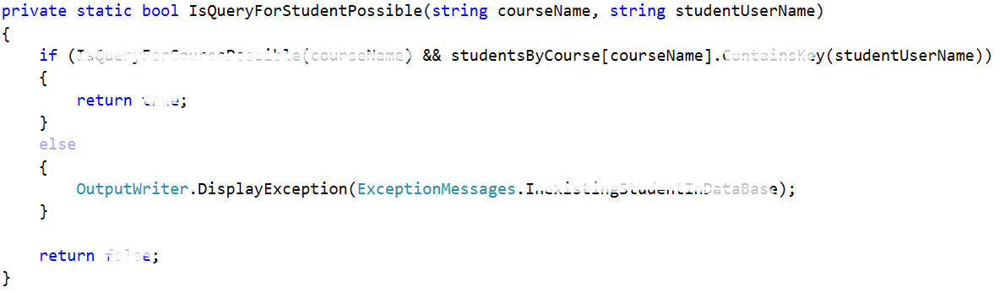 private static bool IsQueryForStudentPossible(string courseName, string studentUserName)
{
if (IsQueryForCoursePossible(courseName) && studentsByCourse[courseName].ContainsKey(studentUserName))
{
return true;
}
else
{
OutputWriter.DisplayException(ExceptionMessages.InexistingStudentInDataBase);
}
return false;
}